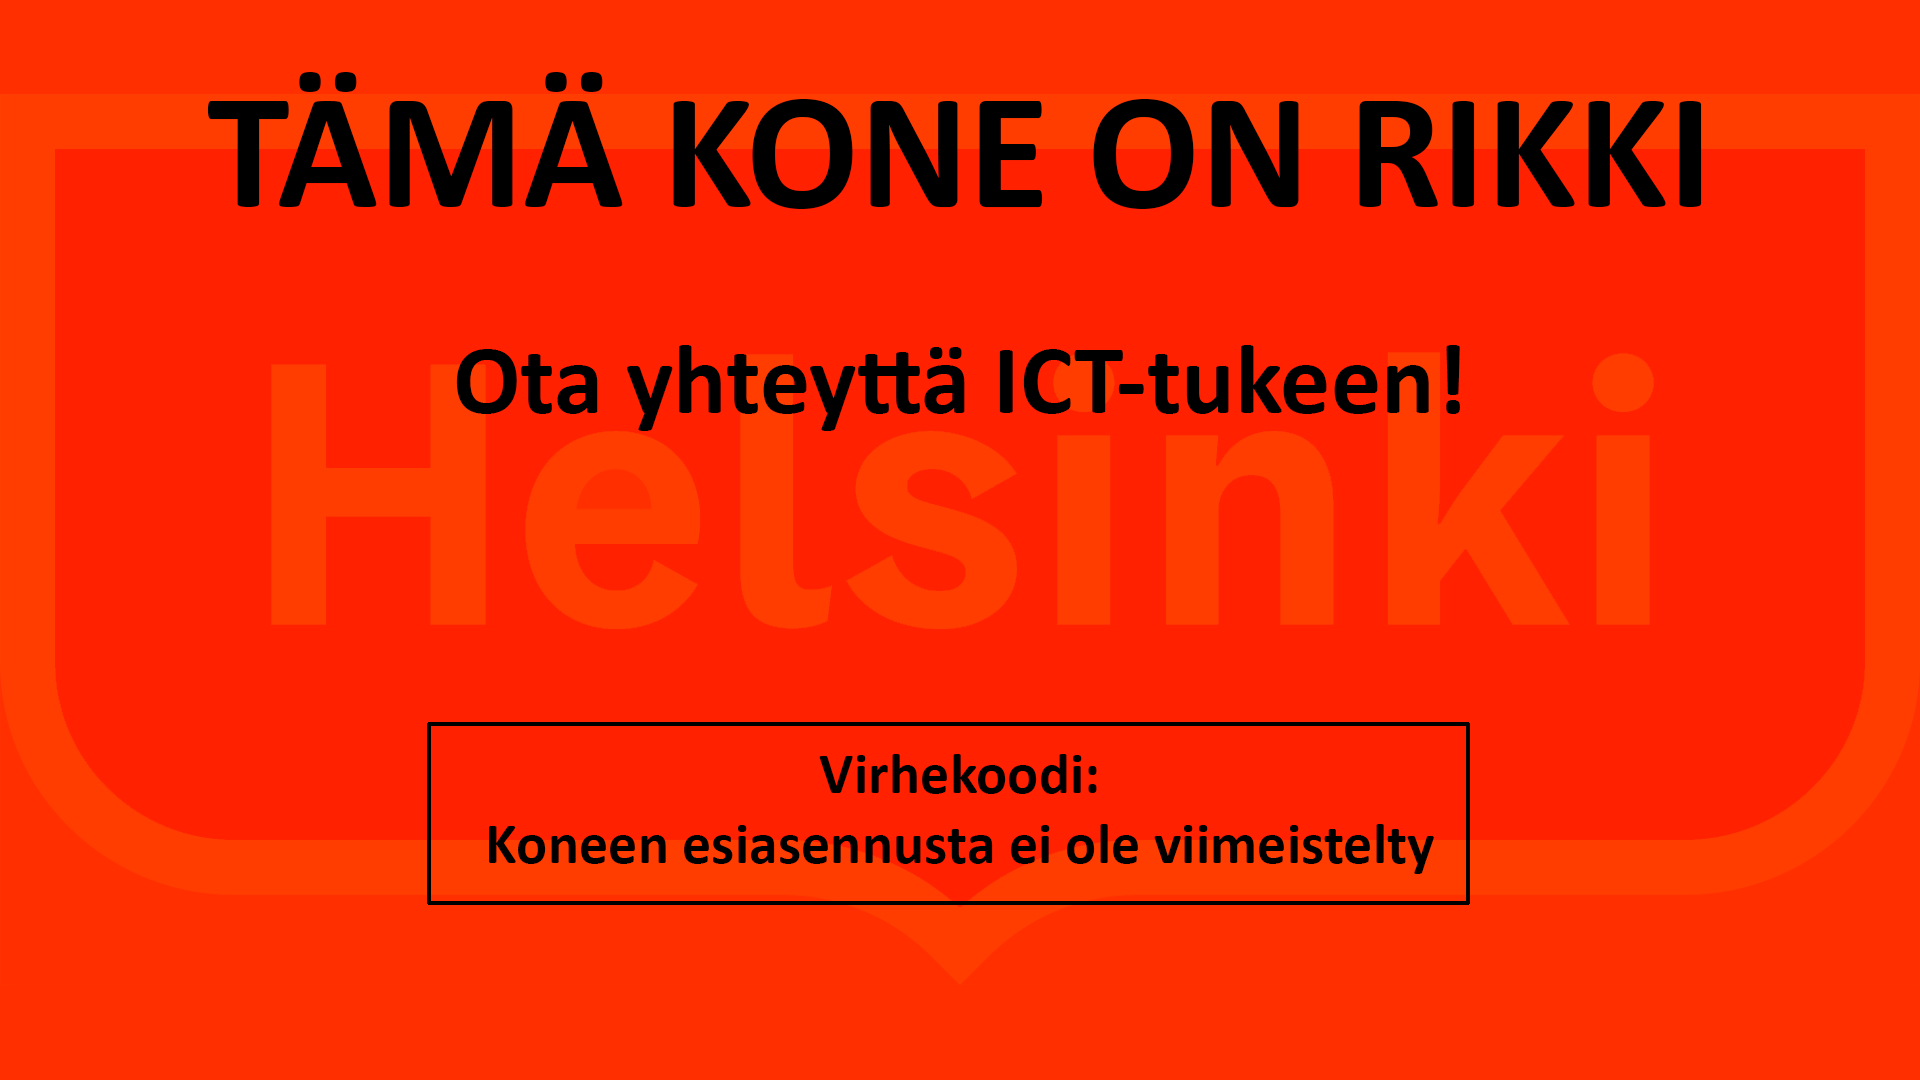 TÄMÄ KONE ON RIKKI
Ota yhteyttä ICT-tukeen!
Helsinki
Virhekoodi:
Koneen esiasennusta ei ole viimeistelty